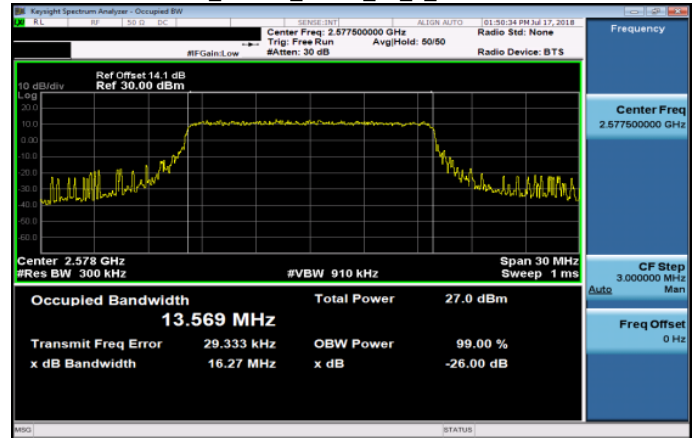 Keysight Spectrum Analyzer - Occupied BW
RL RF 50 Ω DC SENSE:INT ALIGN AUTO 01:50:34 PM Jul 17, 2018
Center Freq: 2.577500000 GHz Radio Std: None
Trig: Free Run Avg|Hold: 50/50
#IFGain:Low #Atten: 30 dB Radio Device: BTS
Ref Offset 14.1 dB
10 dB/div Ref 30.00 dBm
Log
20.0
10.0
0.00
-10.0
-20.0
-30.0
-40.0
-50.0
-60.0
Center 2.578 GHz Span 30 MHz
#Res BW 300 kHz #VBW 910 kHz Sweep 1 ms
Occupied Bandwidth Total Power 27.0 dBm
13.569 MHz
Transmit Freq Error 29.333 kHz OBW Power 99.00 %
x dB Bandwidth 16.27 MHz x dB -26.00 dB
MSG STATUS
Frequency
Center Freq
2.577500000 GHz
CF Step
3.000000 MHz
Auto Man
Freq Offset
0 Hz